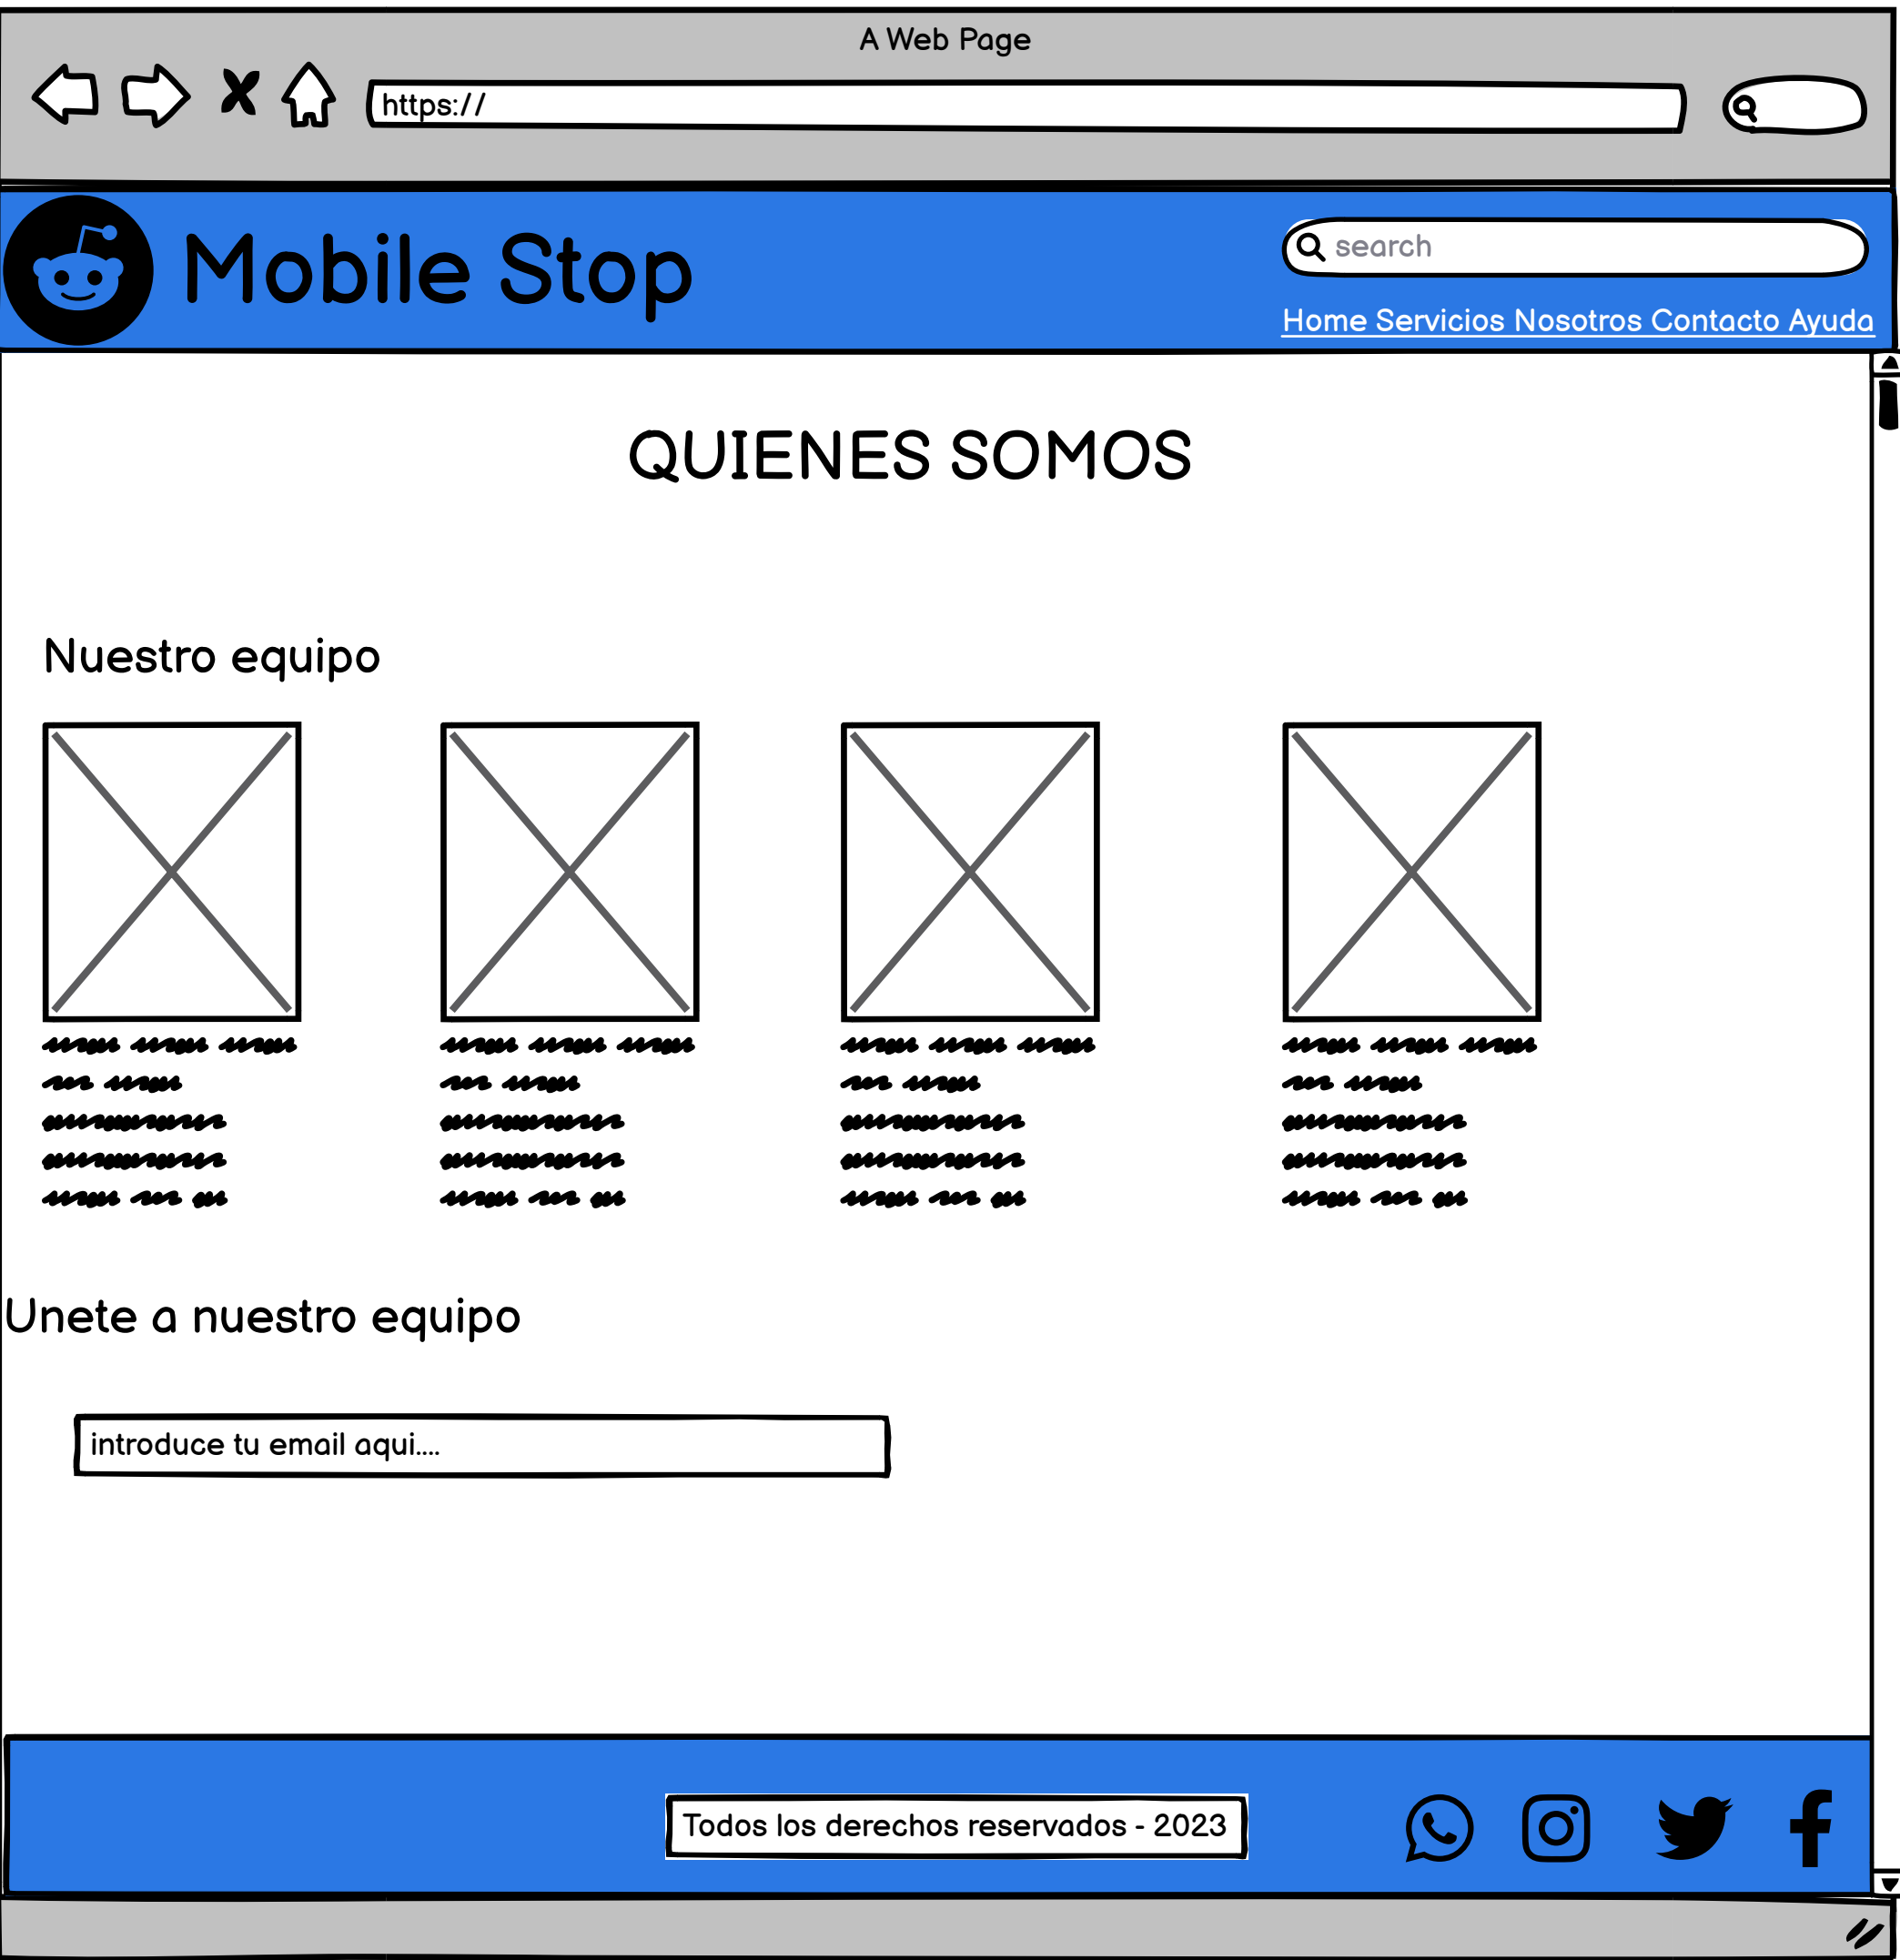 A Web Page
https://
Mobile Stop
search
Home Servicios Nosotros Contacto Ayuda
QUIENES SOMOS
Nuestro equipo
Unete a nuestro equipo
introduce tu email aqui....
Todos los derechos reservados - 2023